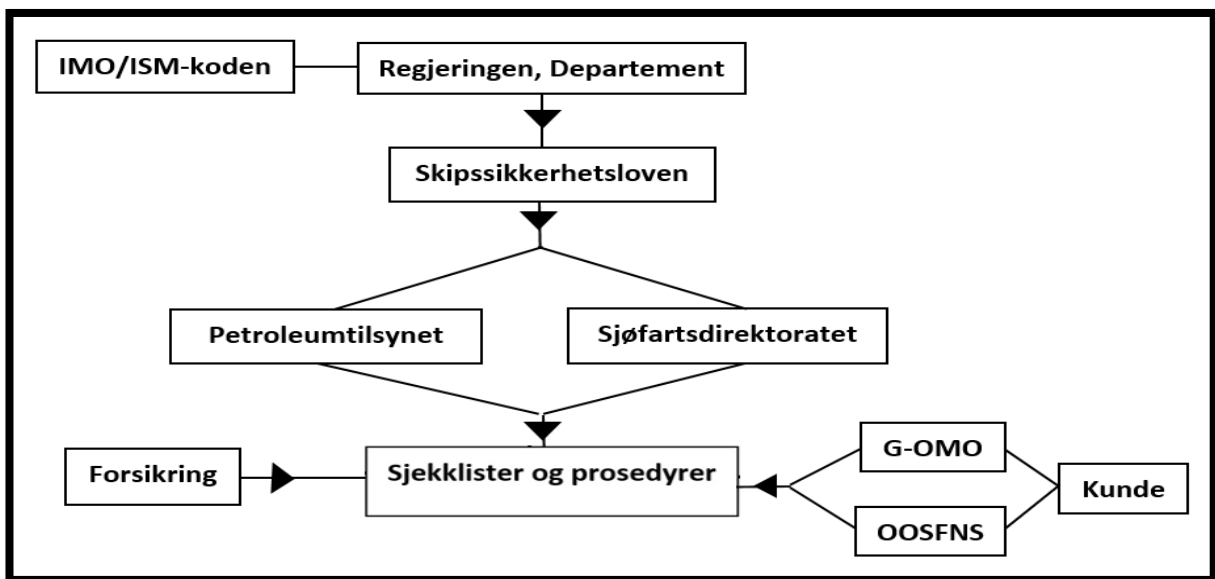 IMO/ISM-koden
Regjeringen, Departement
Skipssikkerhetsloven
Petroleumtilsynet
Sjøfartsdirektoratet
Forsikring
Sjekklister og prosedyrer
G-OMO
Kunde
OOSFNS